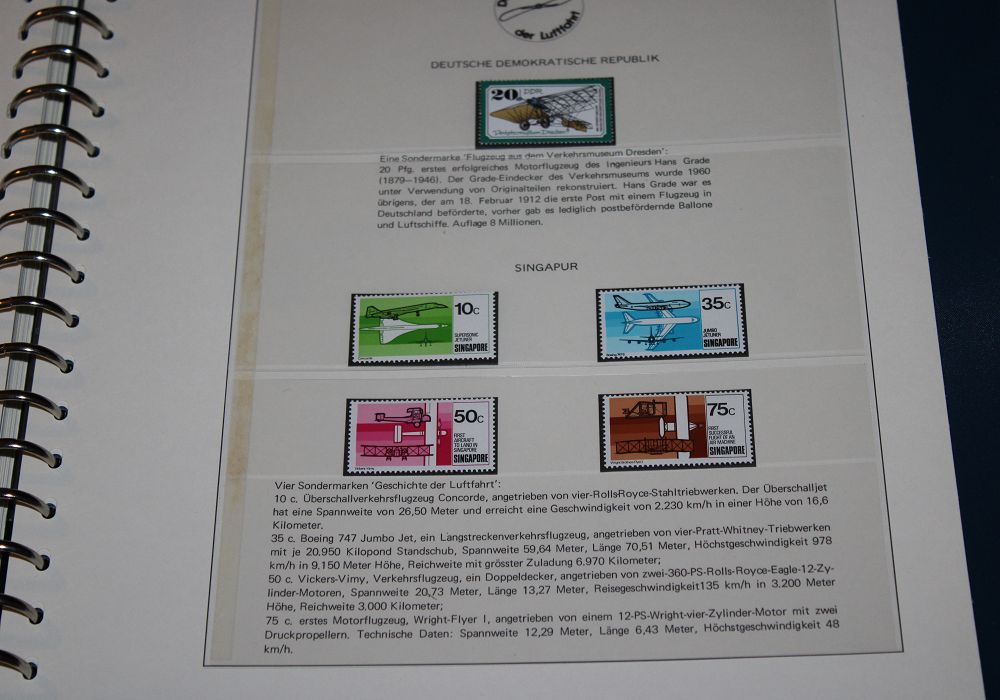 der Luftfahrt
DEUTSCHE DEMOKRATISCHE REPUBLIK
20 DDR
Verkehrsmuseum Dresden
Eine Sondermarke 'Flugzeug aus dem Verkehrsmuseum Dresden':
20 Pfg. erstes erfolgreiches Motorflugzeug des Ingenieurs Hans Grade
(1879—1946). Der Grade-Eindecker des Verkehrsmuseums wurde 1960
unter Verwendung von Originalteilen rekonstruiert. Hans Grade war es
übrigens, der am 18. Februar 1912 die erste Post mit einem Flugzeug in
Deutschland beförderte, vorher gab es lediglich postbefördernde Ballone
und Luftschiffe. Auflage 8 Millionen.
SINGAPUR
10c
SUPERSONIC
JETLINER
SINGAPORE
35c
JUMBO
JETLINER
SINGAPORE
50c
FIRST
AIRCRAFT
TO LAND IN
SINGAPORE
SINGAPORE
Vickers Vimy
75c
FIRST
SUCCESSFUL
FLIGHT OF AN
AIR MACHINE
SINGAPORE
Vier Sondermarken 'Geschichte der Luftfahrt':
10 c. Überschallverkehrsflugzeug Concorde, angetrieben von vier-RollsRoyce-Stahltriebwerken. Der Überschalljet
hat eine Spannweite von 26,50 Meter und erreicht eine Geschwindigkeit von 2.230 km/h in einer Höhe von 16,6
Kilometer.
35 c. Boeing 747 Jumbo Jet, ein Langstreckenverkehrsflugzeug, angetrieben von vier-Pratt-Whitney-Triebwerken
mit je 20.950 Kilopond Standschub, Spannweite 59,64 Meter, Länge 70,51 Meter, Höchstgeschwindigkeit 978
km/h in 9.150 Meter Höhe, Reichweite mit grösster Zuladung 6.970 Kilometer;
50 c. Vickers-Vimy, Verkehrsflugzeug, ein Doppeldecker, angetrieben von zwei-360-PS-Rolls-Royce-Eagle-12-Zy-
linder-Motoren, Spannweite 20,73 Meter, Länge 13,27 Meter, Reisegeschwindigkeit135 km/h in 3.200 Meter
Höhe, Reichweite 3.000 Kilometer;
75 c. erstes Motorflugzeug, Wright-Flyer I, angetrieben von einem 12-PS-Wright-vier-Zylinder-Motor mit zwei
Druckpropellern. Technische Daten: Spannweite 12,29 Meter, Länge 6,43 Meter, Höchstgeschwindigkeit 48
km/h.